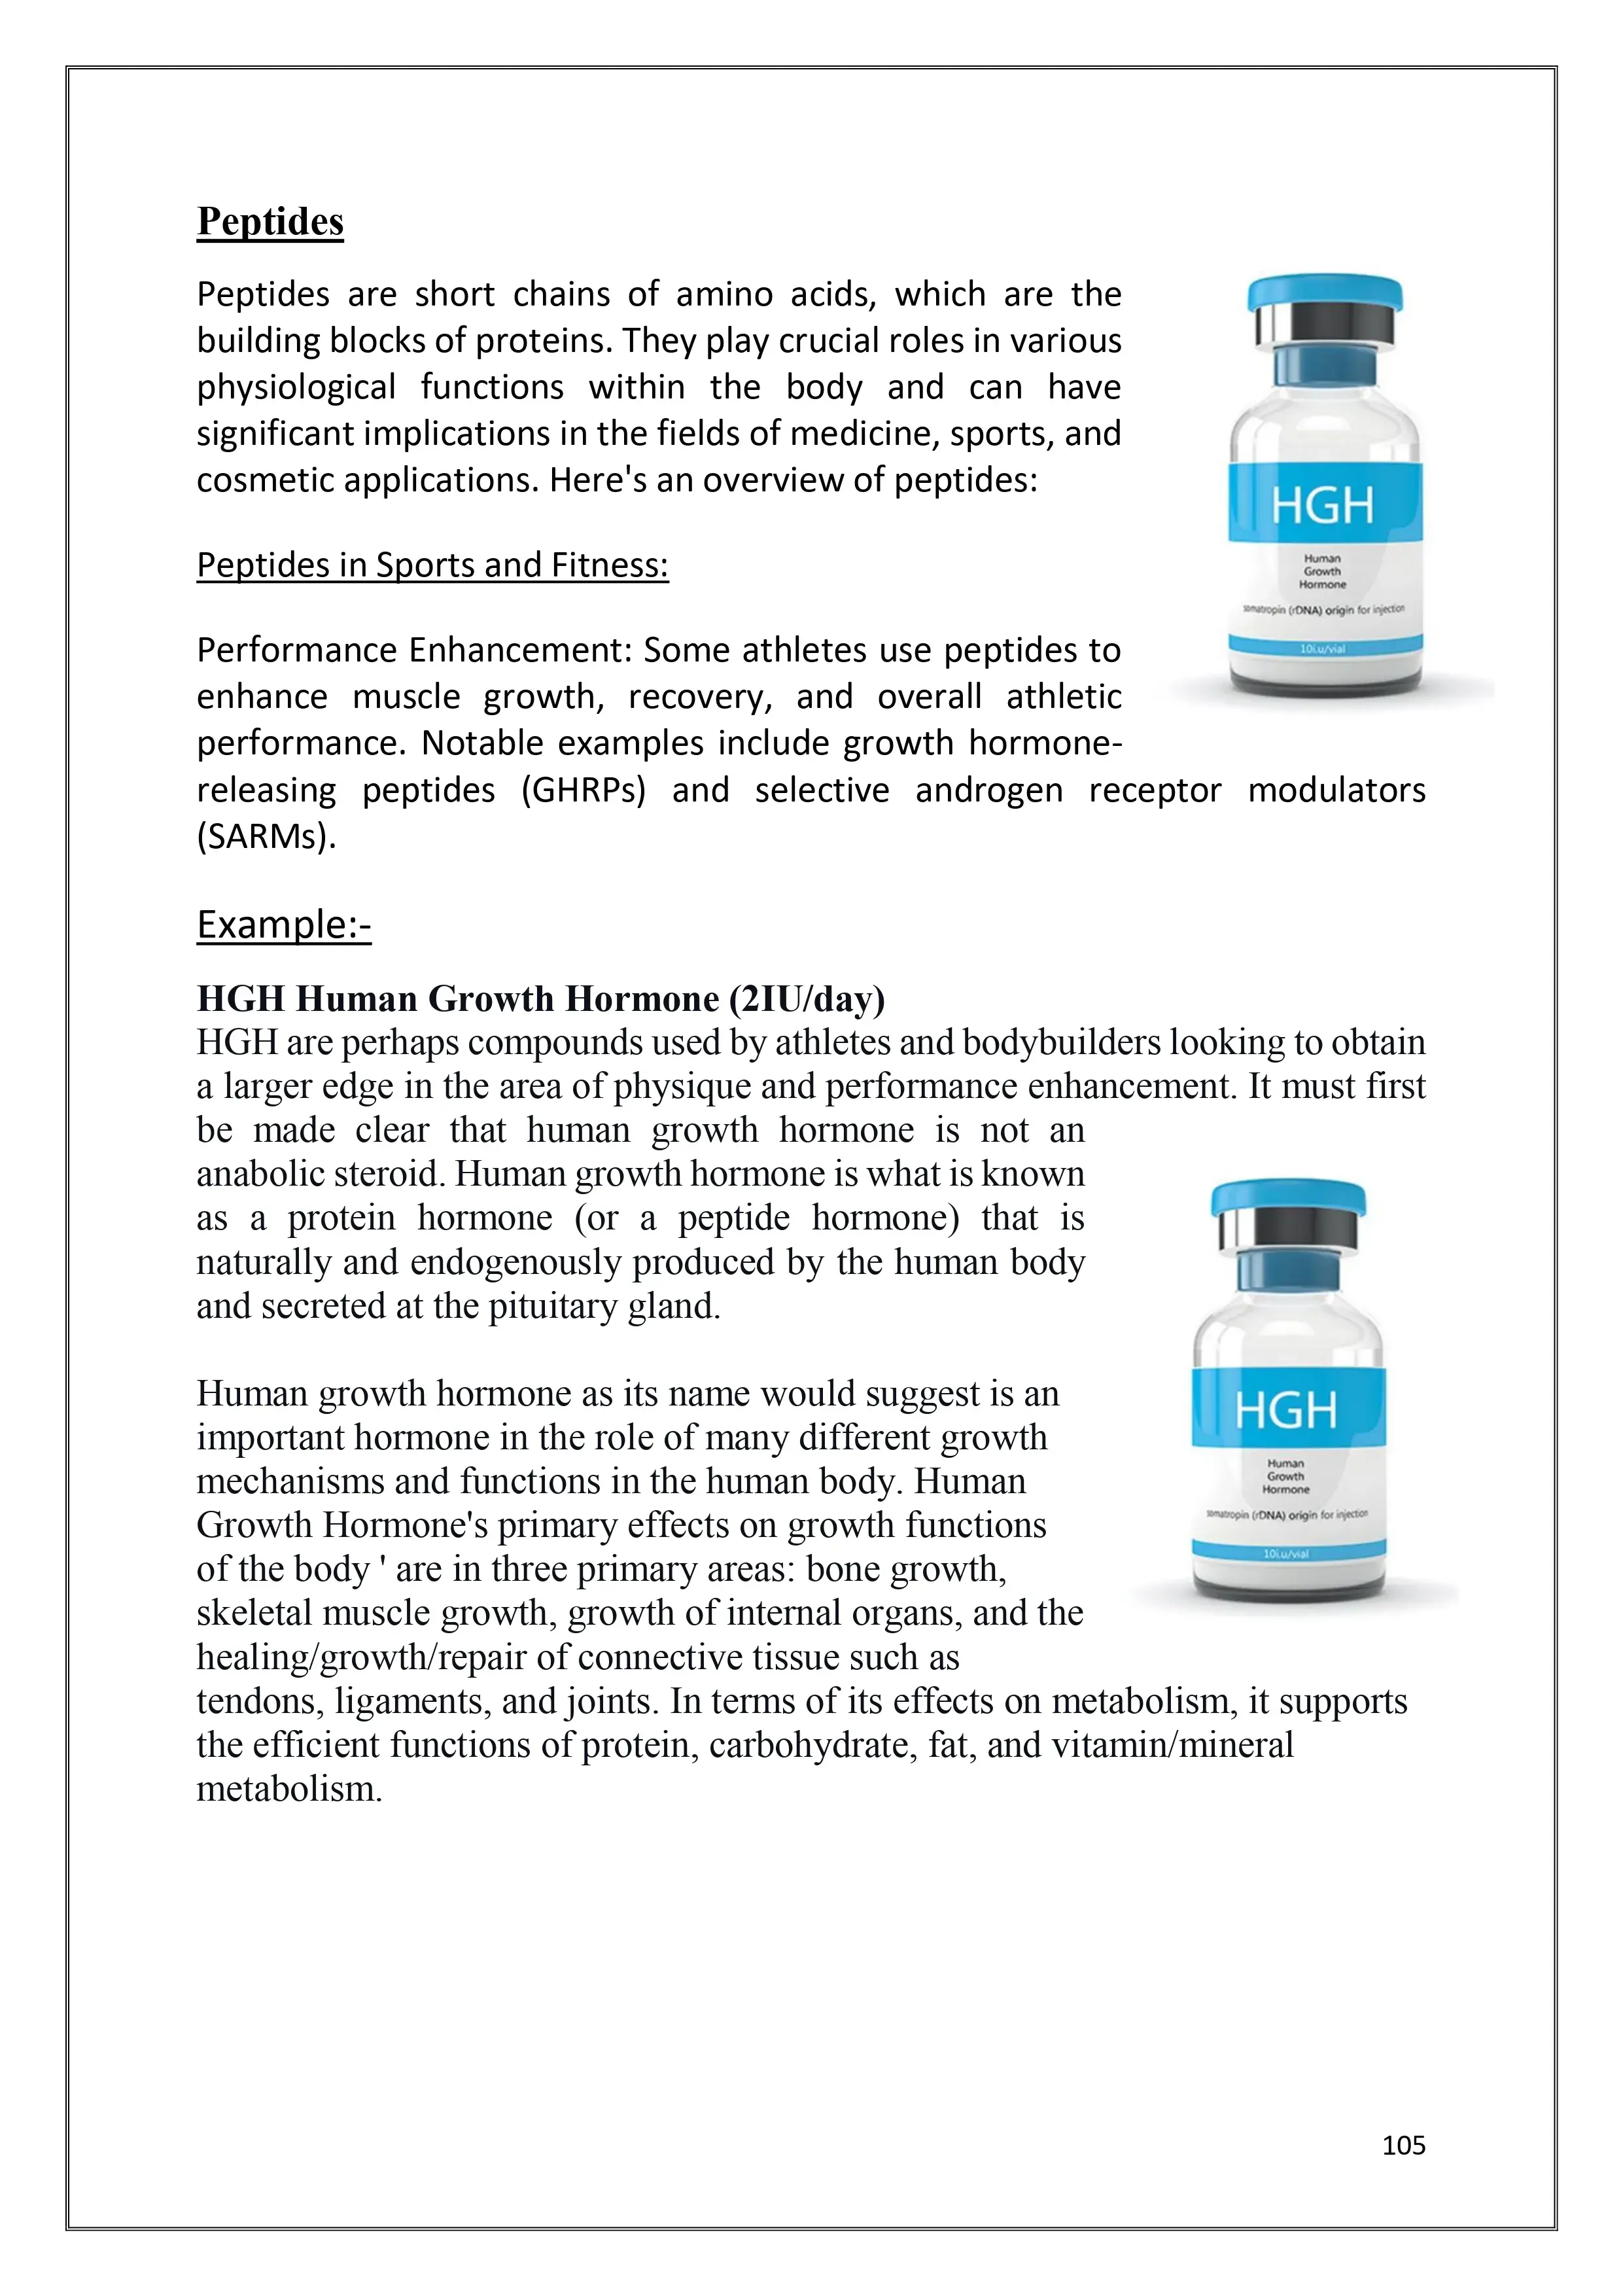 Peptides
Peptides are short chains of amino acids, which are the
building blocks of proteins. They play crucial roles in various
physiological functions within the body and can have
significant implications in the fields of medicine, sports, and
cosmetic applications. Here's an overview of peptides:
HGH
Human
Growth
Hormone
somatropin (rDNA) origin for injection
10i.u/vial
Peptides in Sports and Fitness:
Performance Enhancement: Some athletes use peptides to
enhance muscle growth, recovery, and overall athletic
performance. Notable examples include growth hormone-
releasing peptides (GHRPs) and selective androgen receptor modulators
(SARMs).
Example:-
HGH Human Growth Hormone (2IU/day)
HGH are perhaps compounds used by athletes and bodybuilders looking to obtain
a larger edge in the area of physique and performance enhancement. It must first
be made clear that human growth hormone is not an
anabolic steroid. Human growth hormone is what is known
as a protein hormone (or a peptide hormone) that is
naturally and endogenously produced by the human body
and secreted at the pituitary gland.
HGH
Human
Growth
Hormone
somatropin (rDNA) origin for injection
10i.u/vial
Human growth hormone as its name would suggest is an
important hormone in the role of many different growth
mechanisms and functions in the human body. Human
Growth Hormone's primary effects on growth functions
of the body ' are in three primary areas: bone growth,
skeletal muscle growth, growth of internal organs, and the
healing/growth/repair of connective tissue such as
tendons, ligaments, and joints. In terms of its effects on metabolism, it supports
the efficient functions of protein, carbohydrate, fat, and vitamin/mineral
metabolism.
105